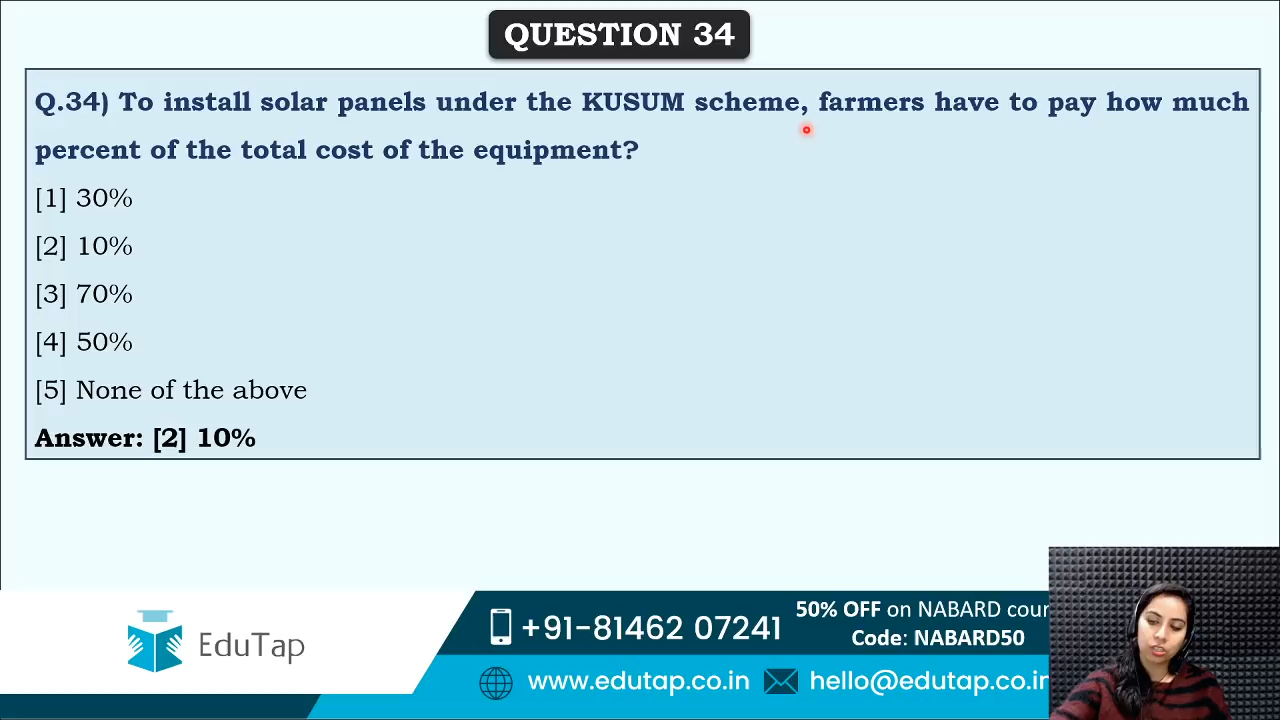 QUESTION 34
Q.34) To install solar panels under the KUSUM scheme, farmers have to pay how much
percent of the total cost of the equipment?
[1] 30%
[2] 10%
[3] 70%
[4] 50%
[5] None of the above
Answer: [2] 10%
EduTap
+91-81462 07241
50% OFF on NABARD cour
Code: NABARD50
www.edutap.co.in
hello@edutap.co.in